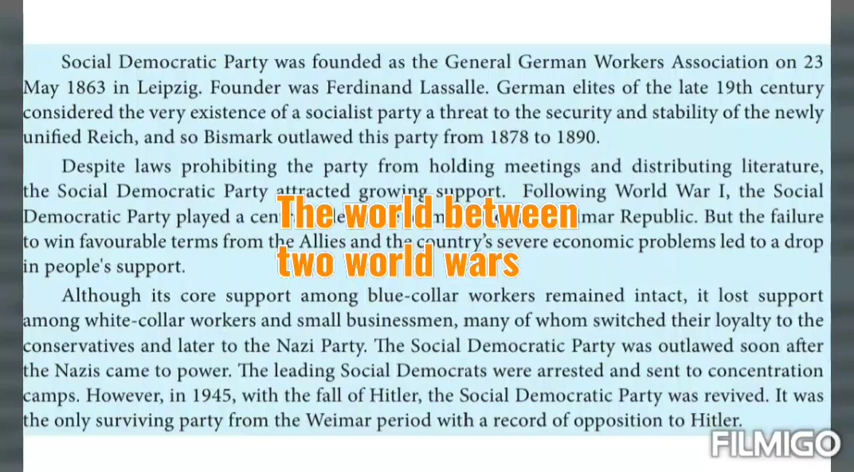 Social Democratic Party was founded as the General German Workers Association on 23
May 1863 in Leipzig. Founder was Ferdinand Lassalle. German elites of the late 19th century
considered the very existence of a socialist party a threat to the security and stability of the newly
unified Reich, and so Bismark outlawed this party from 1878 to 1890.
Despite laws prohibiting the party from holding meetings and distributing literature,
the Social Democratic Party attracted growing support. Following World War I, the Social
Democratic Party played a Republic. But the failure
to win favourable terms from the Allies and the country's severe economic problems led to a drop
in people's support.
The world between
two world wars
Although its core support among blue-collar workers remained intact, it lost support
among white-collar workers and small businessmen, many of whom switched their loyalty to the
conservatives and later to the Nazi Party. The Social Democratic Party was outlawed soon after
the Nazis came to power. The leading Social Democrats were arrested and sent to concentration
camps. However, in 1945, with the fall of Hitler, the Social Democratic Party was revived. It was
the only surviving party from the Weimar period with a record of opposition to Hitler.
FILMIGO